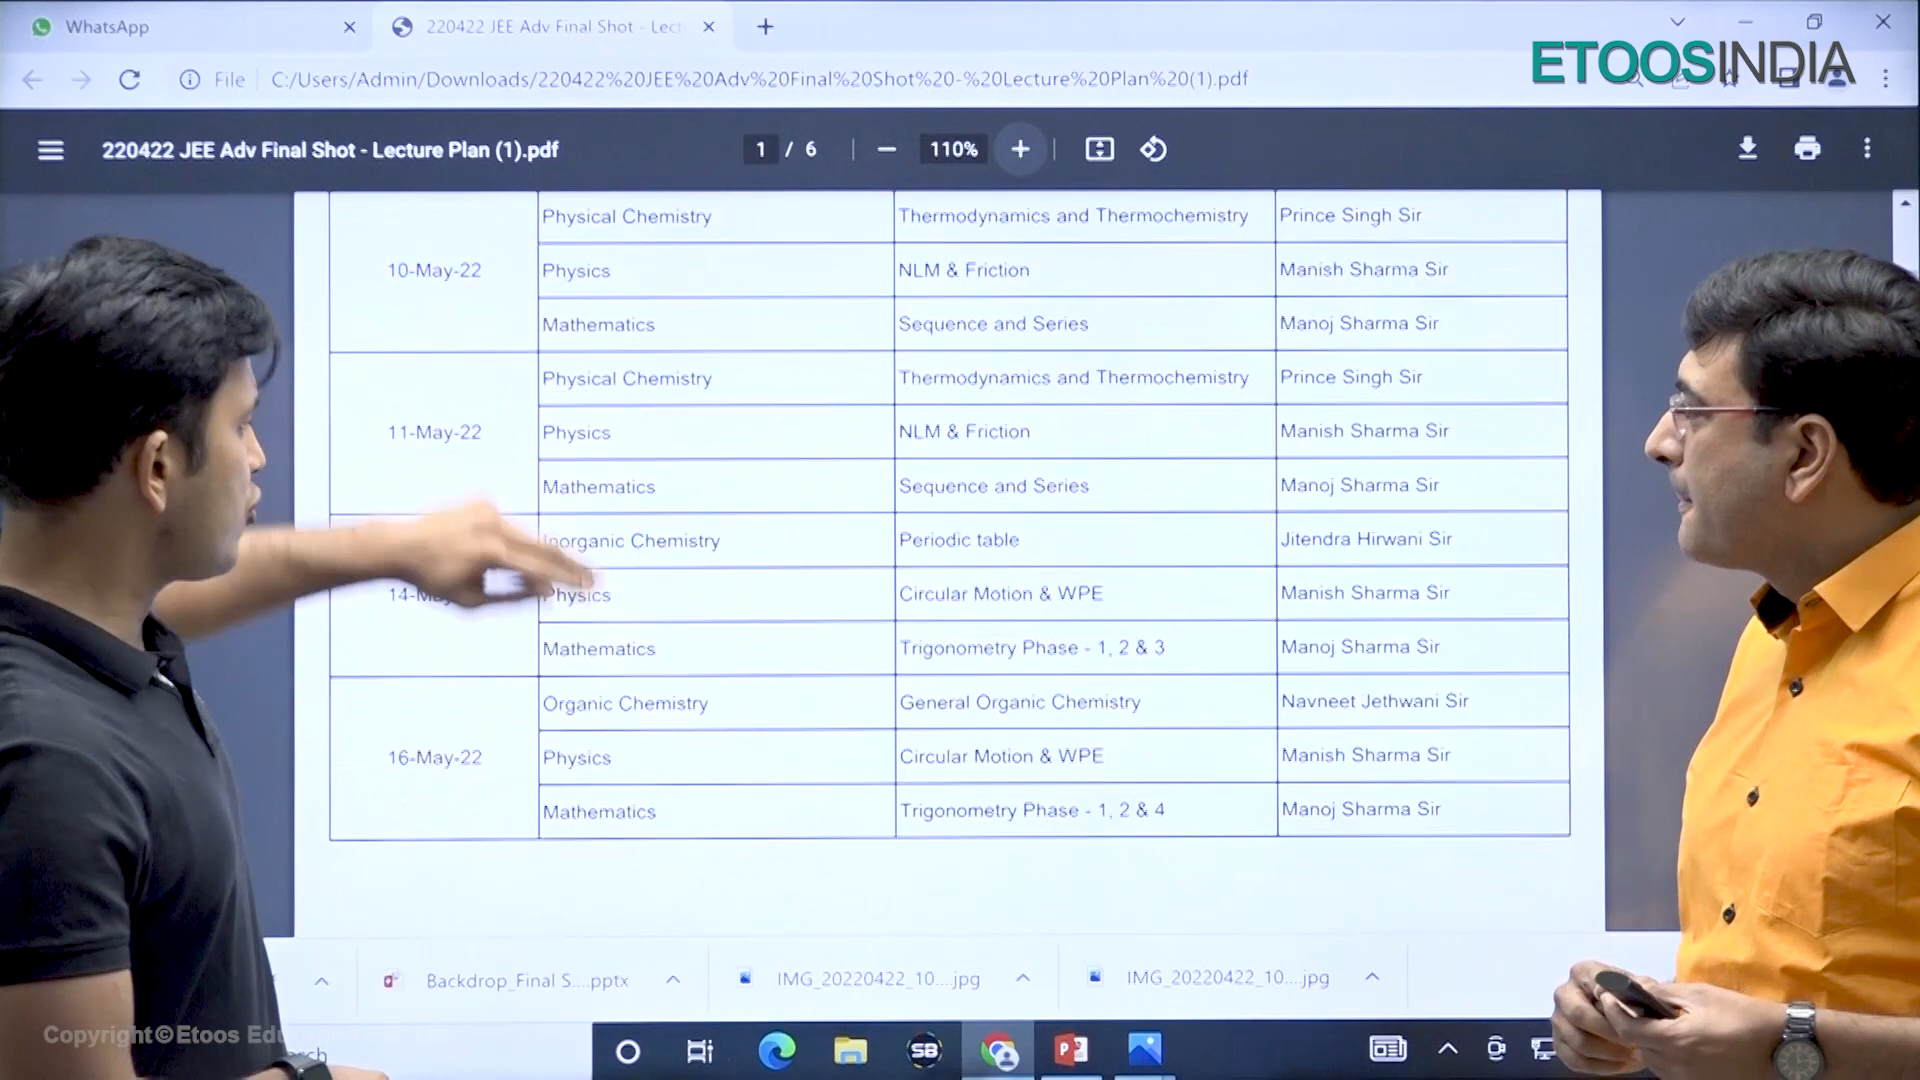 WhatsApp
220422 JEE Adv Final Shot - Lect
ETOOSINDIA
File
C:/Users/Admin/Downloads/220422%20JEE%20Adv%20Final%20Shot%20-%20Lecture%20Plan%20(1).pdf
220422 JEE Adv Final Shot - Lecture Plan (1).pdf
1 / 6
110%
Physical Chemistry Thermodynamics and Thermochemistry Prince Singh Sir
10-May-22 Physics NLM & Friction Manish Sharma Sir
Mathematics Sequence and Series Manoj Sharma Sir
Physical Chemistry Thermodynamics and Thermochemistry Prince Singh Sir
11-May-22 Physics NLM & Friction Manish Sharma Sir
Mathematics Sequence and Series Manoj Sharma Sir
Inorganic Chemistry Periodic table Jitendra Hirwani Sir
14-May Physics Circular Motion & WPE Manish Sharma Sir
Mathematics Trigonometry Phase - 1, 2 & 3 Manoj Sharma Sir
Organic Chemistry General Organic Chemistry Navneet Jethwani Sir
16-May-22 Physics Circular Motion & WPE Manish Sharma Sir
Mathematics Trigonometry Phase - 1, 2 & 4 Manoj Sharma Sir
Backdrop_Final S....pptx IMG_20220422_10....jpg IMG_20220422_10....jpg
Copyright©Etoos
SB